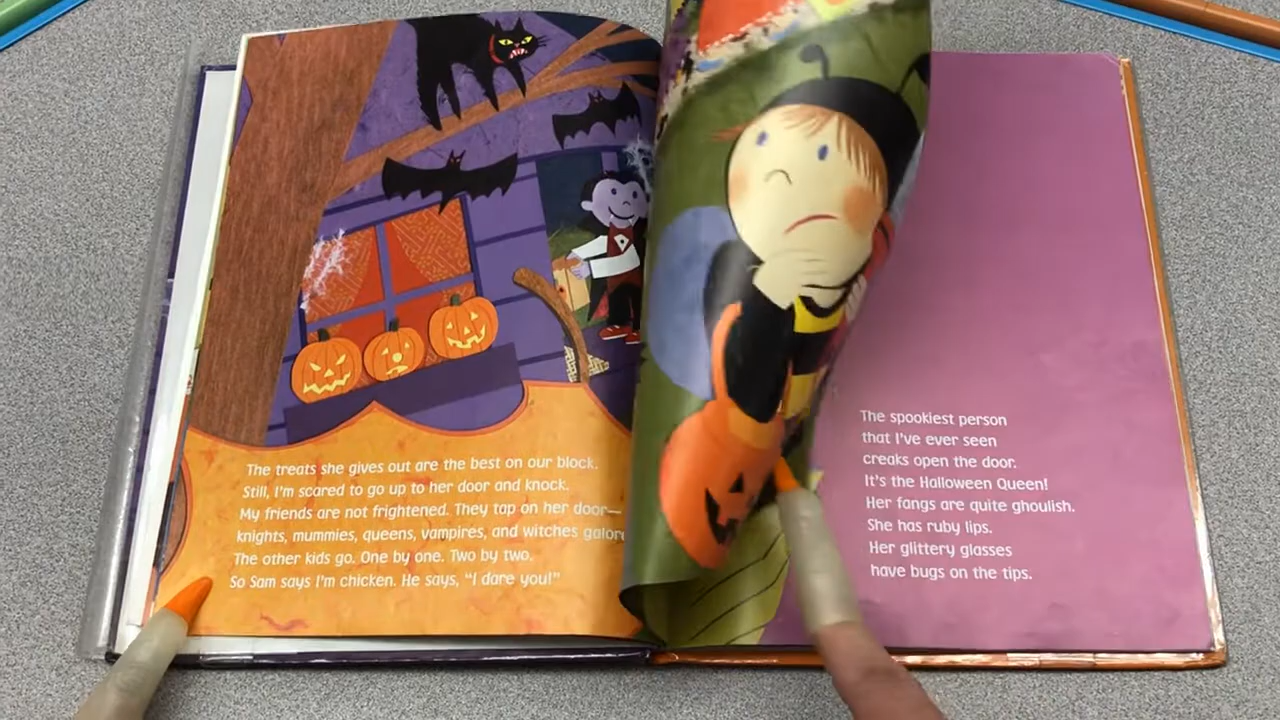 The treats she gives out are the best on our block.
Still, I'm scared to go up to her door and knock.
My friends are not frightened. They tap on her door—
knights, mummies, queens, vampires, and witches galore
The other kids go. One by one. Two by two.
So Sam says I'm chicken. He says, "I dare you!"
The spookiest person
that I've ever seen
creaks open the door.
It's the Halloween Queen!
Her fangs are quite ghoulish.
She has ruby lips.
Her glittery glasses
have bugs on the tips.